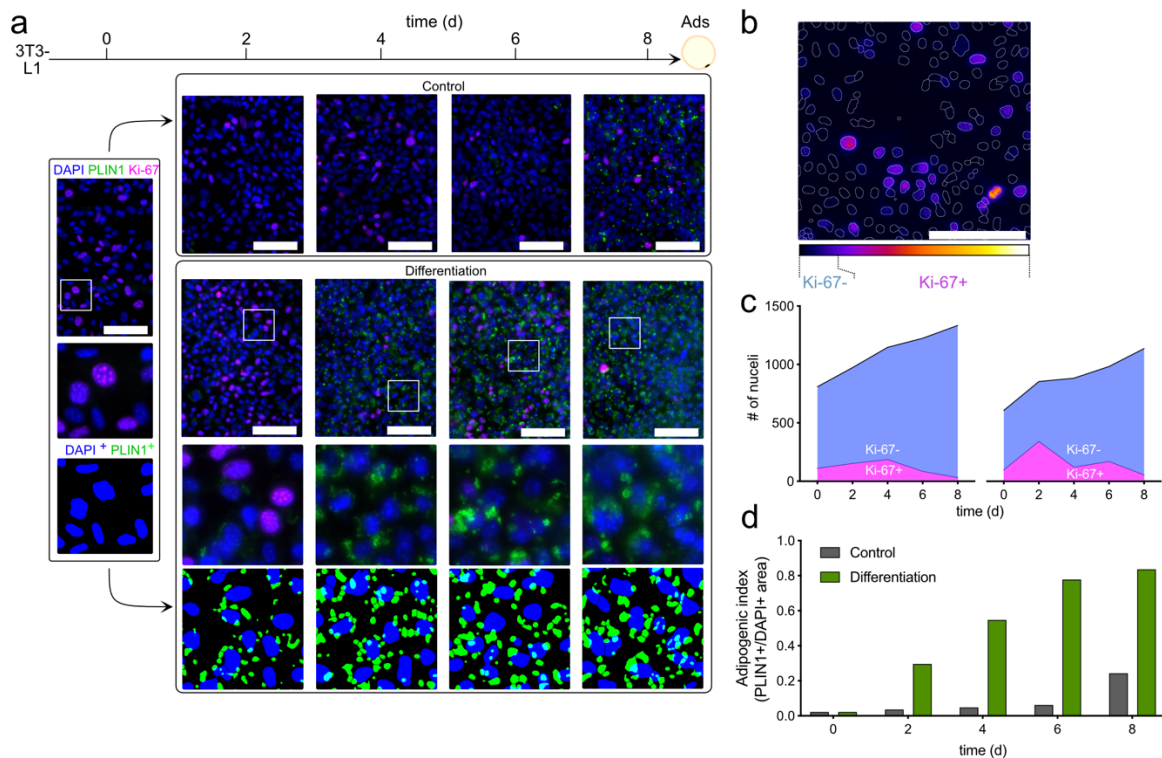 a
time (d)
Ads
3T3-
L1
0
2
4
6
8
Control
DAPI PLIN1 Ki-67
DAPI + PLIN1+
Differentiation
b
Ki-67-
Ki-67+
c
# of nuceli
1500
1000
500
0
Ki-67-
Ki-67+
0
2
4
6
8
time (d)
Ki-67-
Ki-67+
0
2
4
6
8
time (d)
d
Adipogenic index
(PLIN1+/DAPI+ area)
1.0
0.8
0.6
0.4
0.2
0.0
Control
Differentiation
0
2
4
6
8
time (d)